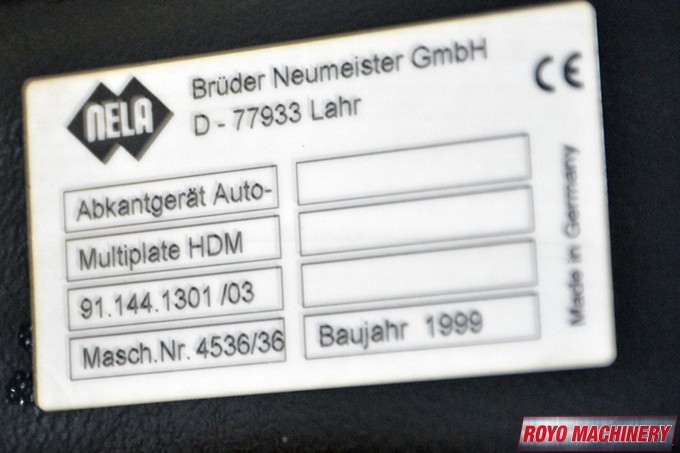 NELA
Brüder Neumeister GmbH
D - 77933 Lahr
CE
Abkantgerät Auto-
Multiplate HDM
91.144.1301 /03
Masch.Nr. 4536/36
Baujahr 1999
Made in Germany
ROYO MACHINERY